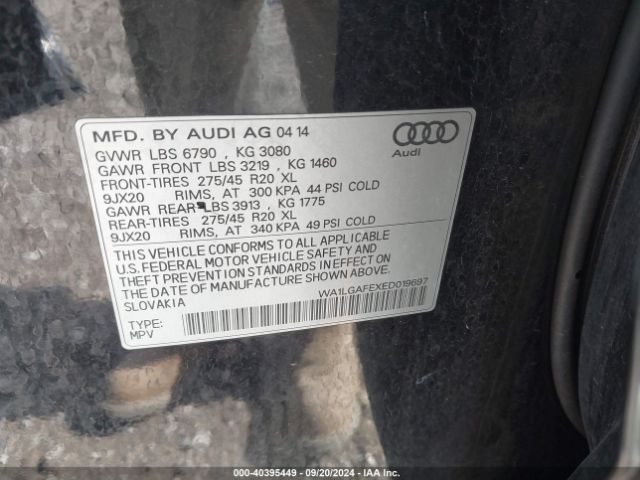 MFD. BY AUDI AG 04 14
GVWR LBS 6790 , KG 3080
GAWR FRONT LBS 3219 , KG 1460
FRONT-TIRES 275/45 R20 XL
9JX20 RIMS, AT 300 KPA 44 PSI COLD
GAWR REAR LBS 3913 , KG 1775
REAR-TIRES 275/45 R20 XL
9JX20 RIMS, AT 340 KPA 49 PSI COLD
THIS VEHICLE CONFORMS TO ALL APPLICABLE
U.S. FEDERAL MOTOR VEHICLE SAFETY AND
THEFT PREVENTION STANDARDS IN EFFECT ON
THE DATE OF MANUFACTURE SHOWN ABOVE.
SLOVAKIA
WA1LGAFEXED019697
TYPE:
MPV
Audi
000-40395449 - 09/20/2024 - IAAI.com